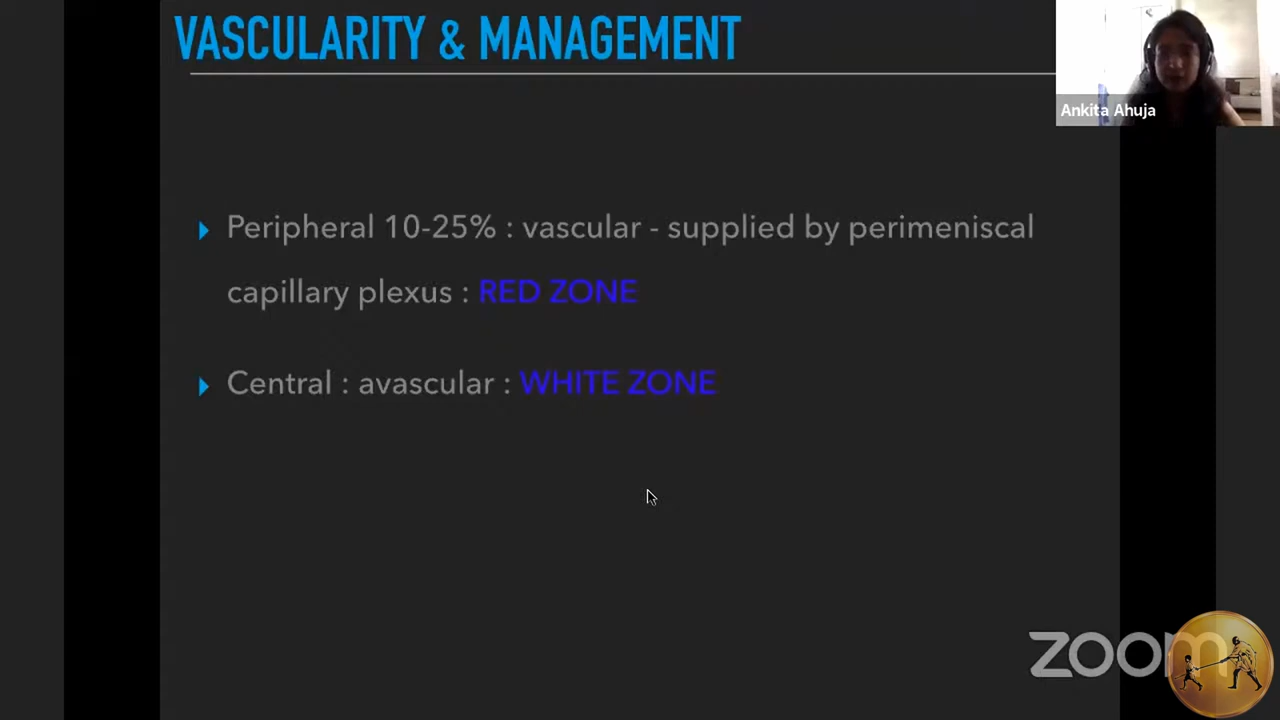 VASCULARITY & MANAGEMENT
Ankita Ahuja
Peripheral 10-25% : vascular - supplied by perimeniscal
capillary plexus : RED ZONE
Central : avascular : WHITE ZONE
zoom